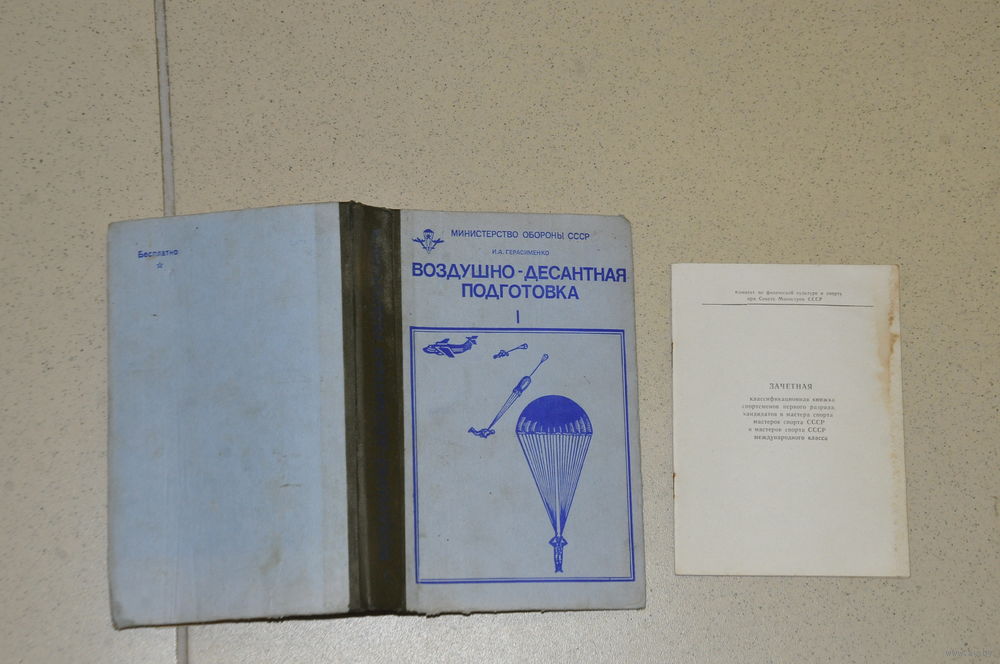 Бесплатно
МИНИСТЕРСТВО ОБОРОНЫ СССР
И.А. ГЕРАСИМЕНКО
ВОЗДУШНО-ДЕСАНТНАЯ
ПОДГОТОВКА
I
Комитет по физической культуре и спорту
при Совете Министров СССР
ЗАЧЕТНАЯ
классификационная книжка
спортсменов первого разряда,
кандидатов в мастера спорта
мастеров спорта СССР
и мастеров спорта СССР
международного класса